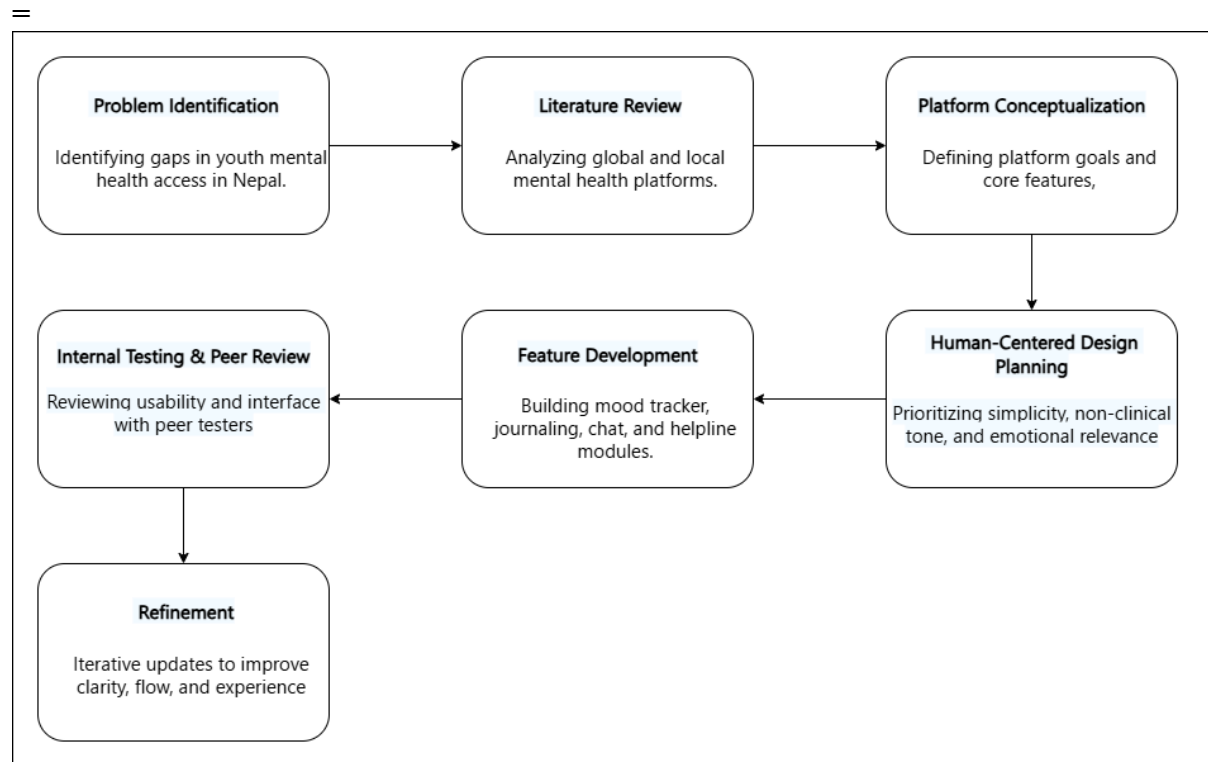 =
Problem Identification
Identifying gaps in youth mental
health access in Nepal.
Literature Review
Analyzing global and local
mental health platforms.
Platform Conceptualization
Defining platform goals and
core features,
Human-Centered Design
Planning
Prioritizing simplicity, non-clinical
tone, and emotional relevance
Feature Development
Building mood tracker,
journaling, chat, and helpline
modules.
Internal Testing & Peer Review
Reviewing usability and interface
with peer testers
Refinement
Iterative updates to improve
clarity, flow, and experience